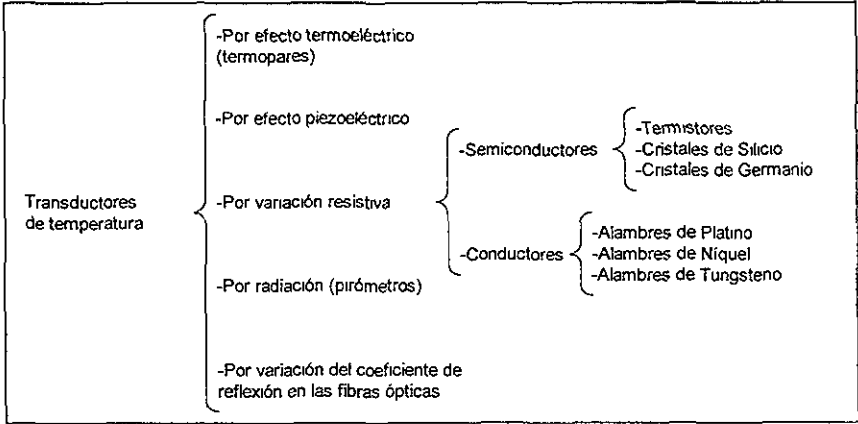 Transductores
de temperatura
-Por efecto termoeléctrico
(termopares)
-Por efecto piezoeléctrico
-Por variación resistiva
-Semiconductores
-Termistores
-Cristales de Silicio
-Cristales de Germanio
-Conductores
-Alambres de Platino
-Alambres de Níquel
-Alambres de Tungsteno
-Por radiación (pirómetros)
-Por variación del coeficiente de
reflexión en las fibras ópticas